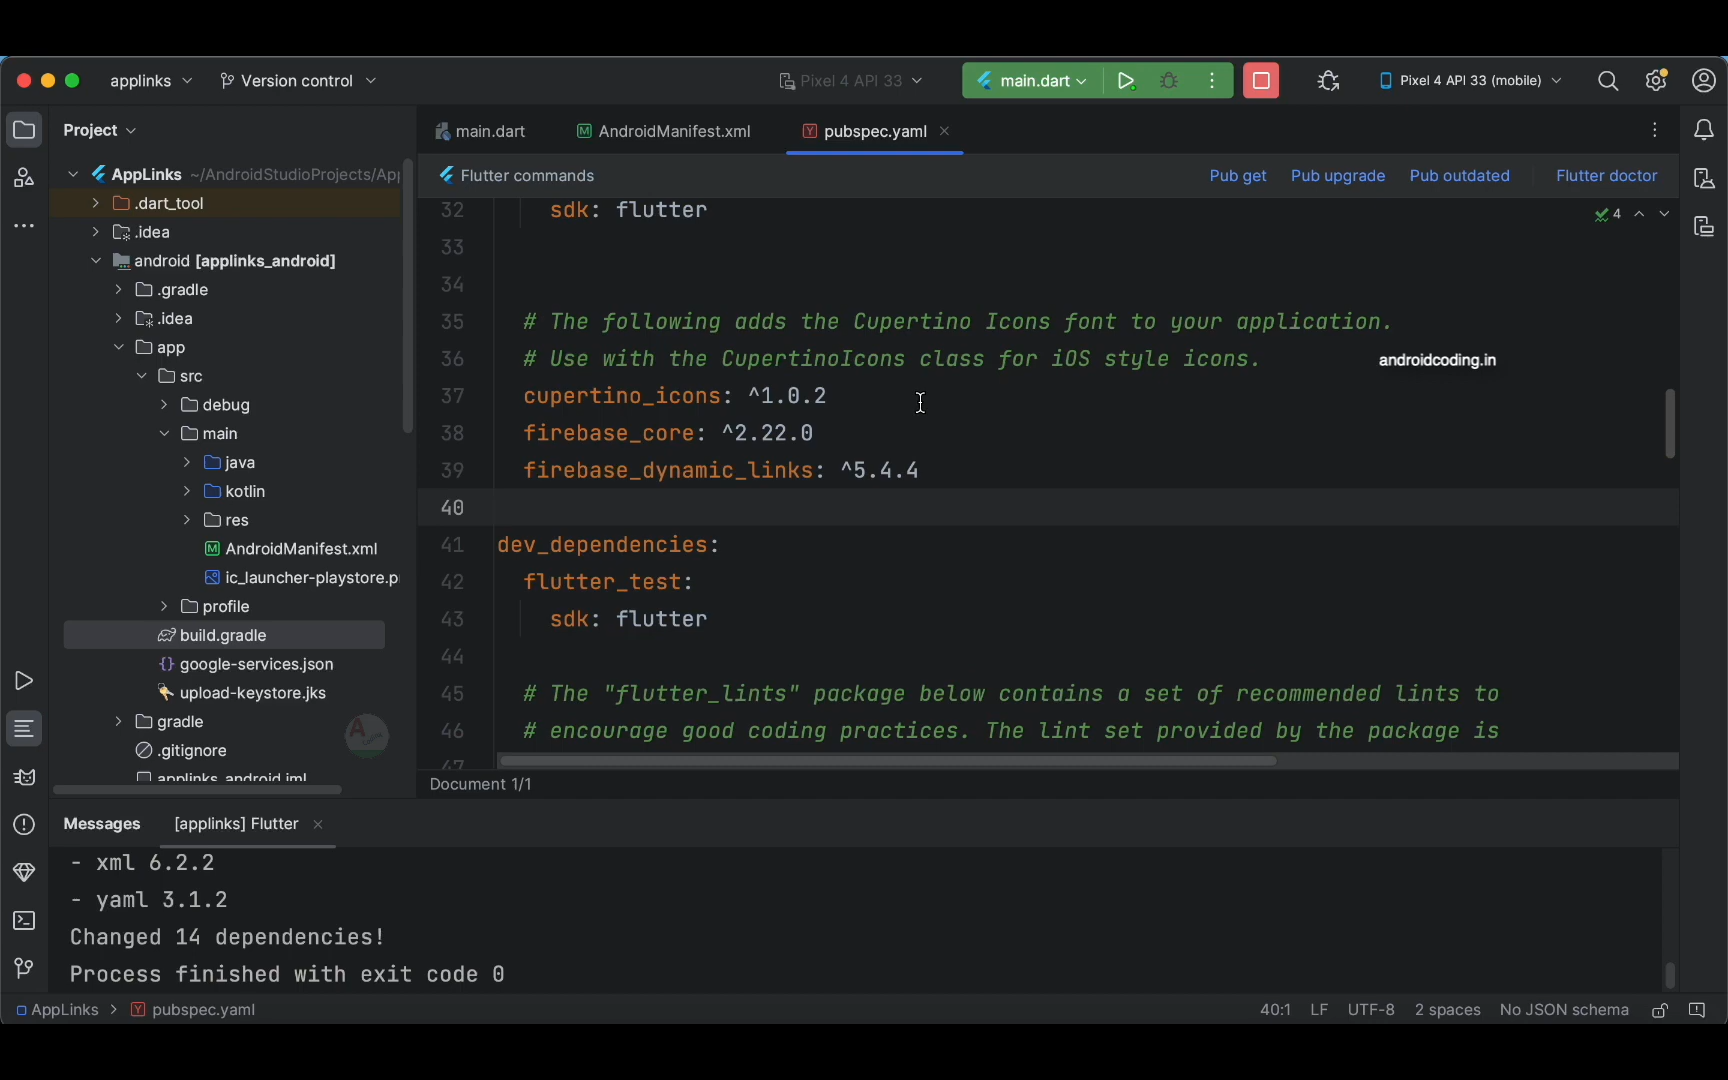 applinks
Version control
Pixel 4 API 33
main.dart
Pixel 4 API 33 (mobile)
Project
main.dart
AndroidManifest.xml
pubspec.yaml
AppLinks ~/AndroidStudioProjects/Ap
Flutter commands
Pub get
Pub upgrade
Pub outdated
Flutter doctor
.dart_tool
.idea
android [applinks_android]
.gradle
.idea
app
src
debug
main
java
kotlin
res
AndroidManifest.xml
ic_launcher-playstore.p
profile
build.gradle
google-services.json
upload-keystore.jks
gradle
.gitignore
applinks_android.iml
4
32 sdk: flutter
33
34
35 # The following adds the Cupertino Icons font to your application.
36 # Use with the CupertinoIcons class for iOS style icons.
androidcoding.in
37 cupertino_icons: ^1.0.2
38 firebase_core: ^2.22.0
39 firebase_dynamic_links: ^5.4.4
40
41 dev_dependencies:
42 flutter_test:
43 sdk: flutter
44
45 # The "flutter_lints" package below contains a set of recommended lints to
46 # encourage good coding practices. The lint set provided by the package is
47
Document 1/1
Messages
[applinks] Flutter
- xml 6.2.2
- yaml 3.1.2
Changed 14 dependencies!
Process finished with exit code 0
AppLinks > pubspec.yaml
40:1
LF
UTF-8
2 spaces
No JSON schema